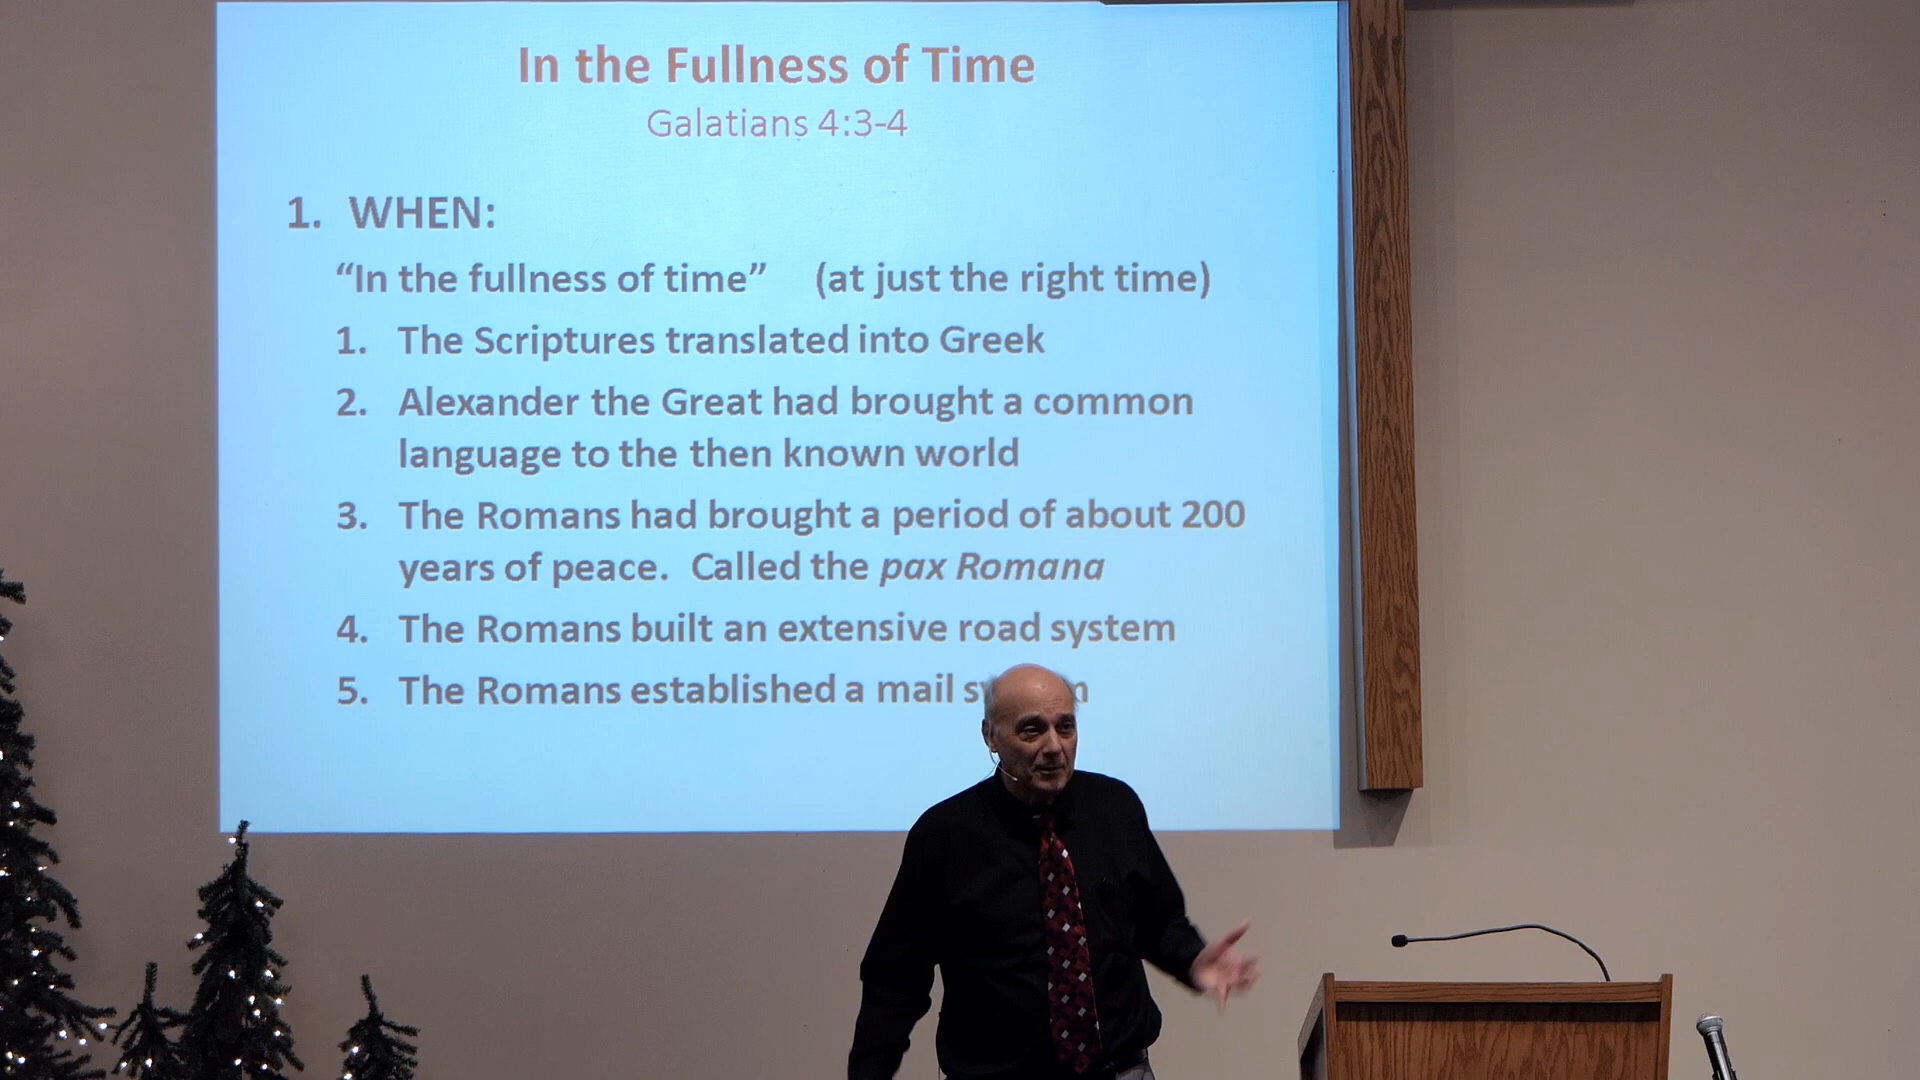 In the Fullness of Time
Galatians 4:3-4
1. WHEN:
“In the fullness of time” (at just the right time)
1. The Scriptures translated into Greek
2. Alexander the Great had brought a common
language to the then known world
3. The Romans had brought a period of about 200
years of peace. Called the pax Romana
4. The Romans built an extensive road system
5. The Romans established a mail